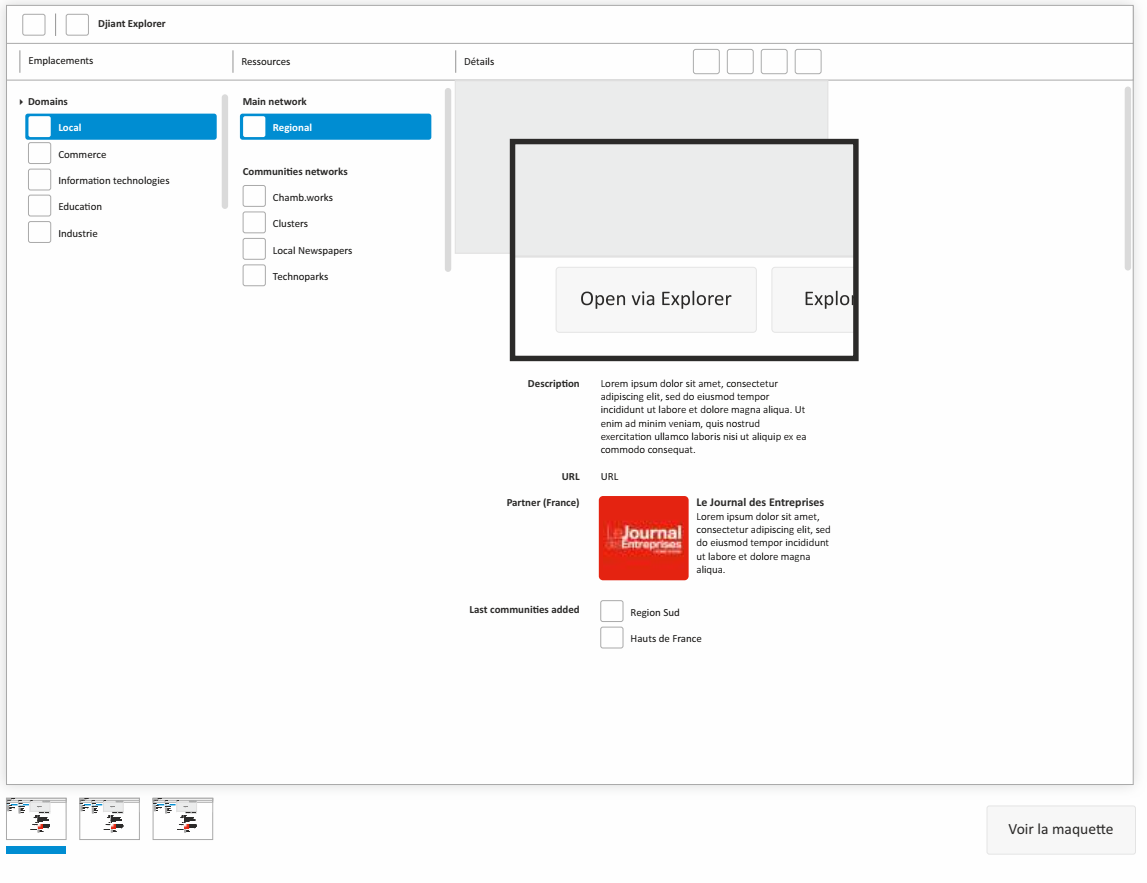 Djiant Explorer
Emplacements
Ressources
Détails
Domains
Local
Commerce
Information technologies
Education
Industrie
Main network
Regional
Communities networks
Chamb.works
Clusters
Local Newspapers
Technoparks
Open via Explorer
Description
Lorem ipsum dolor sit amet, consectetur
adipiscing elit, sed do eiusmod tempor
incididunt ut labore et dolore magna aliqua. Ut
enim ad minim veniam, quis nostrud
exercitation ullamco laboris nisi ut aliquip ex ea
commodo consequat.
URL
URL
Partner (France)
Le Journal
des Entreprises
Le Journal des Entreprises
Lorem ipsum dolor sit amet,
consectetur adipiscing elit, sed
do eiusmod tempor incididunt
ut labore et dolore magna
aliqua.
Last communities added
Region Sud
Hauts de France
Voir la maquette